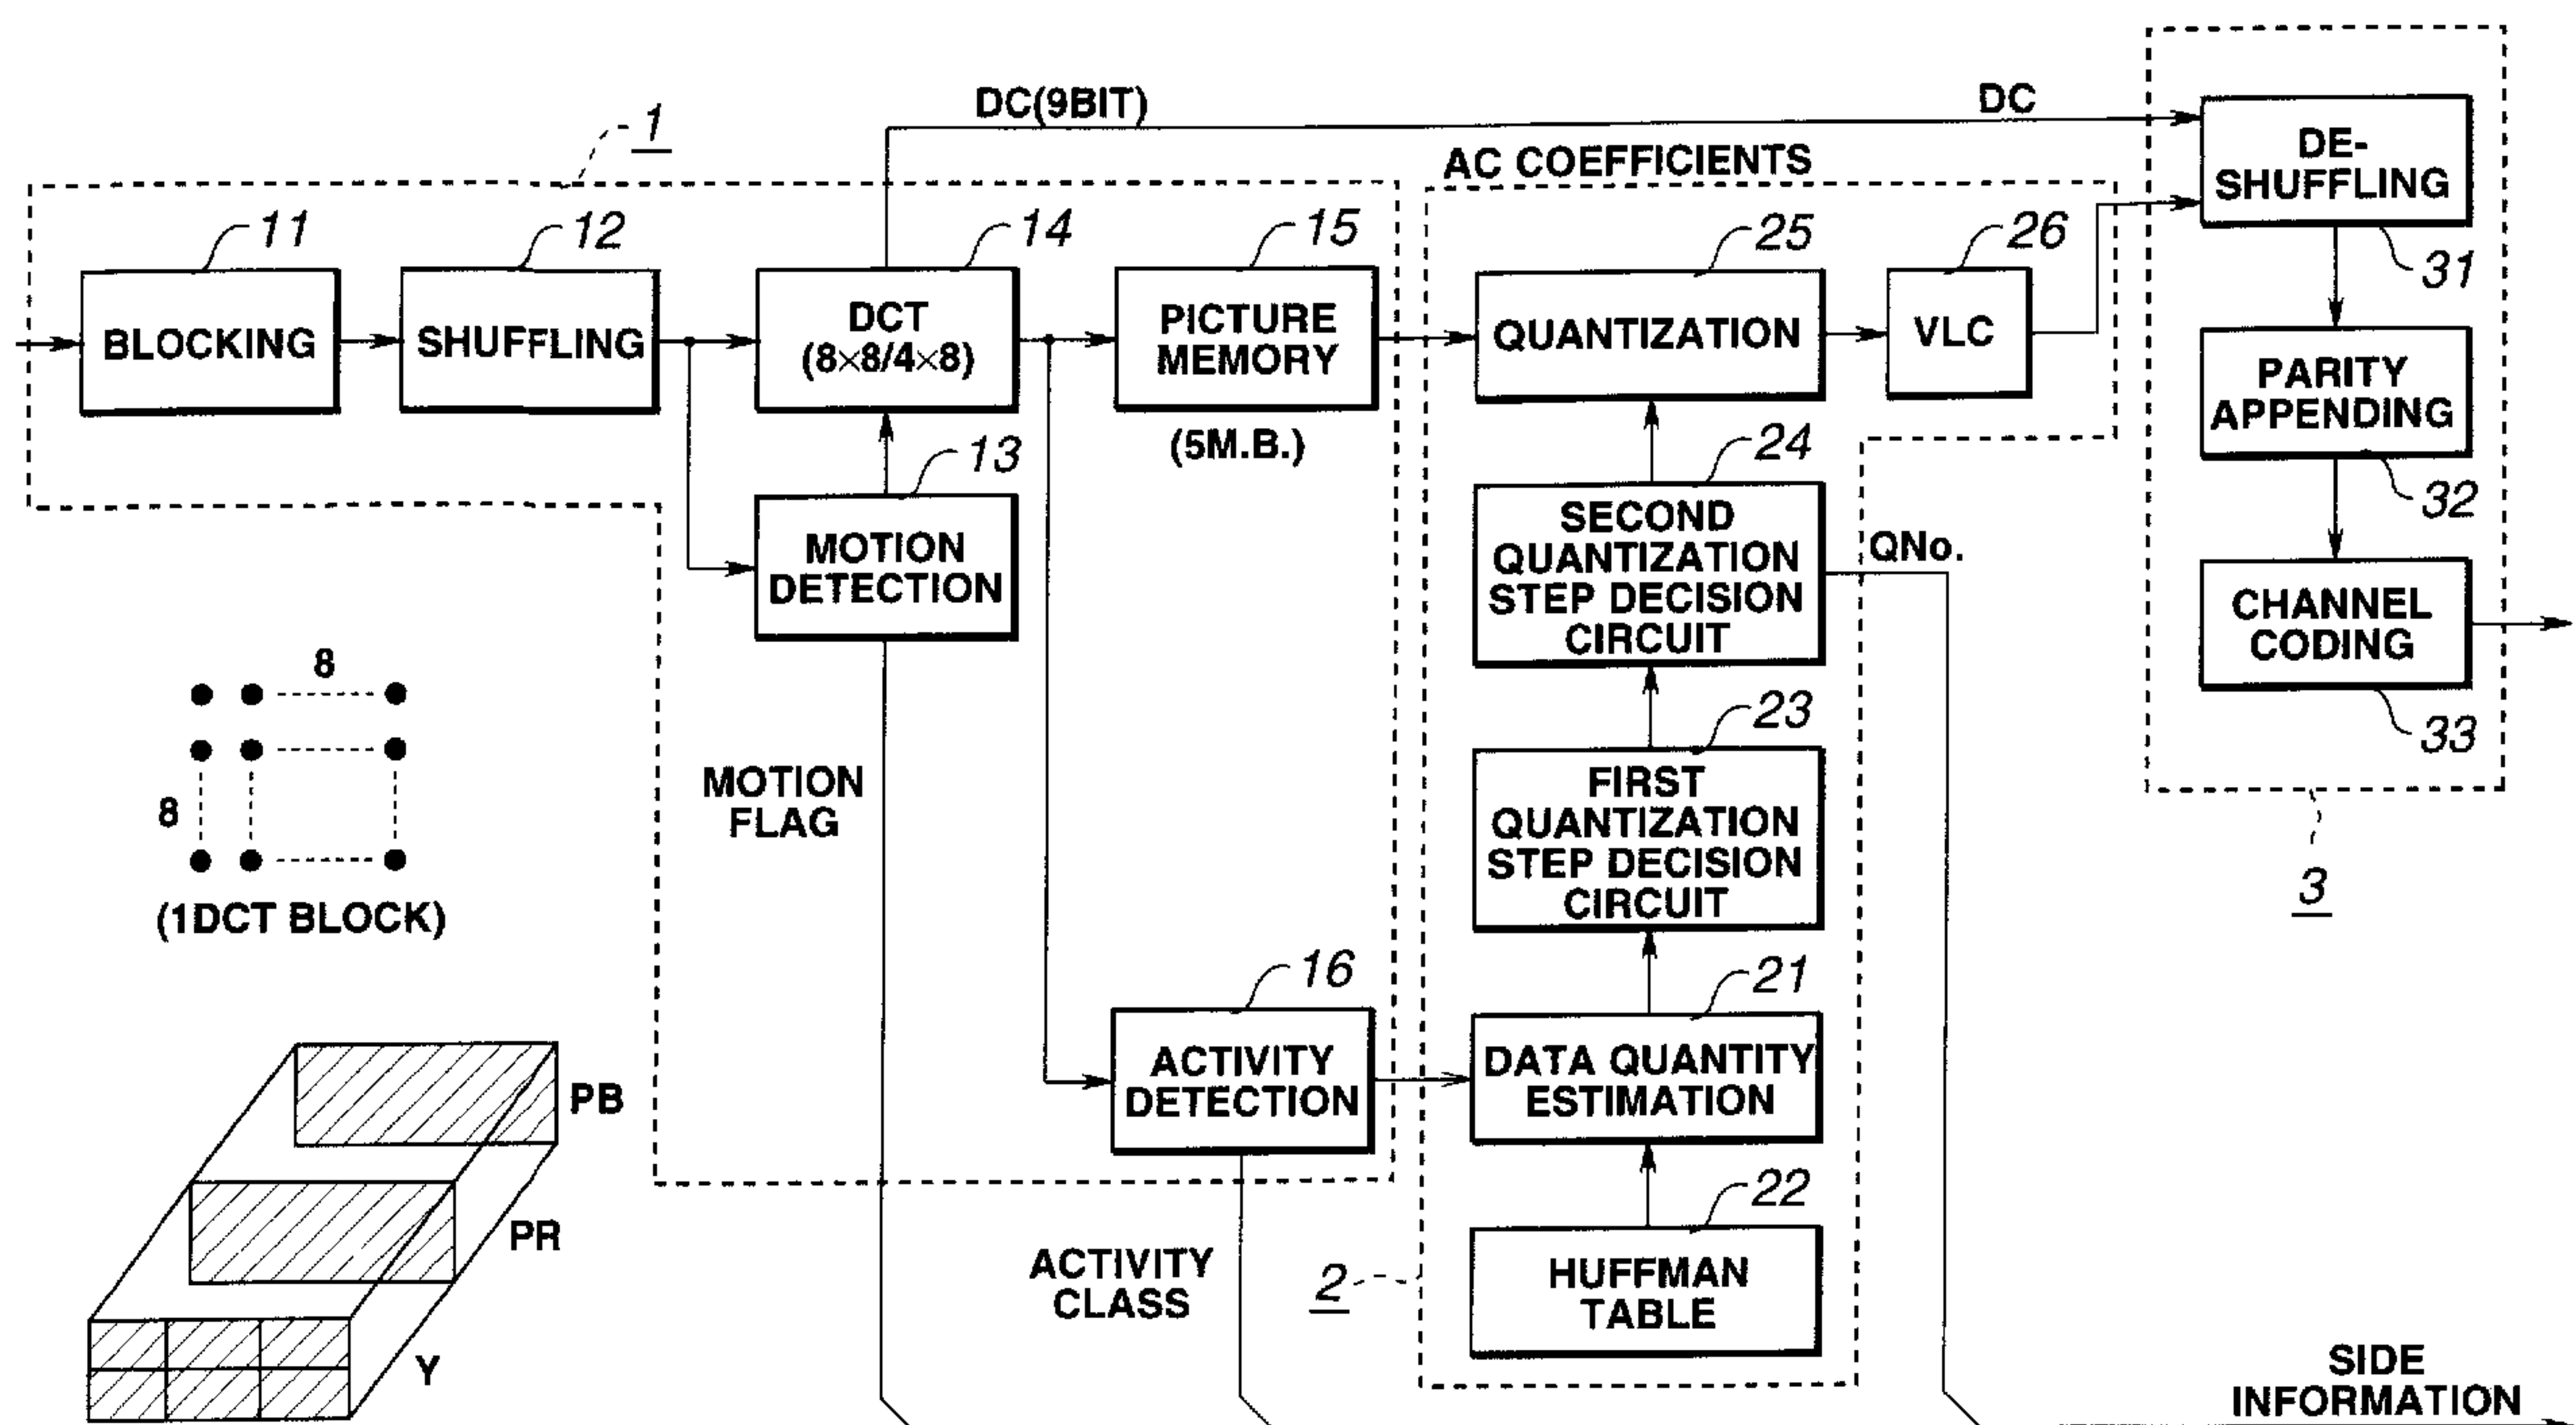 DC(9BIT)
DC
1
AC COEFFICIENTS
DE-
SHUFFLING
31
11
12
14
15
25
26
BLOCKING
SHUFFLING
DCT
(8×8/4×8)
PICTURE
MEMORY
(5M.B.)
QUANTIZATION
VLC
PARITY
APPENDING
32
13
MOTION
DETECTION
24
SECOND
QUANTIZATION
STEP DECISION
CIRCUIT
QNo.
CHANNEL
CODING
33
3
8
8
(1DCT BLOCK)
MOTION
FLAG
23
FIRST
QUANTIZATION
STEP DECISION
CIRCUIT
16
ACTIVITY
DETECTION
21
DATA QUANTITY
ESTIMATION
PB
PR
Y
ACTIVITY
CLASS
2
22
HUFFMAN
TABLE
SIDE
INFORMATION